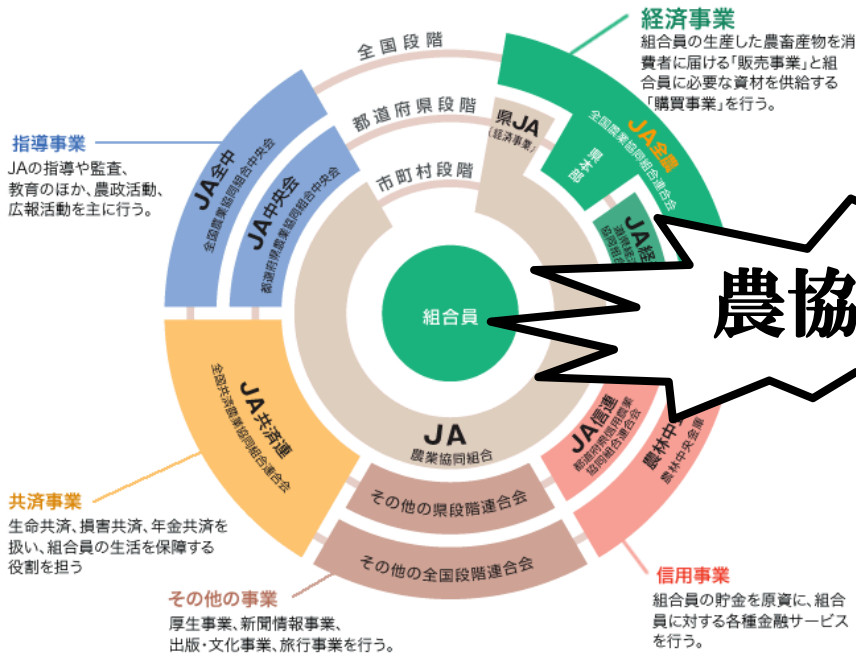 経済事業
組合員の生産した農畜産物を消
費者に届ける「販売事業」と組
合員に必要な資材を供給する
「購買事業」を行う。
全国段階
都道府県段階
市町村段階
県JA
(経済事業)
JA全農
全国農業協同組合連合会
県本部
JA経
道県経
協同組合
指導事業
JAの指導や監査、
教育のほか、農政活動、
広報活動を主に行う。
JA全中
全国農業協同組合中央会
JA中央会
都道府県農業協同組合中央会
組合員
農協
JA
農業協同組合
JA共済連
全国共済農業協同組合連合会
JA信連
都道府県信用農業
協同組合連合会
農林中
農林中央金庫
その他の県段階連合会
その他の全国段階連合会
共済事業
生命共済、損害共済、年金共済を
扱い、組合員の生活を保障する
役割を担う
その他の事業
厚生事業、新聞情報事業、
出版・文化事業、旅行事業を行う。
信用事業
組合員の貯金を原資に、組合
員に対する各種金融サービス
を行う。